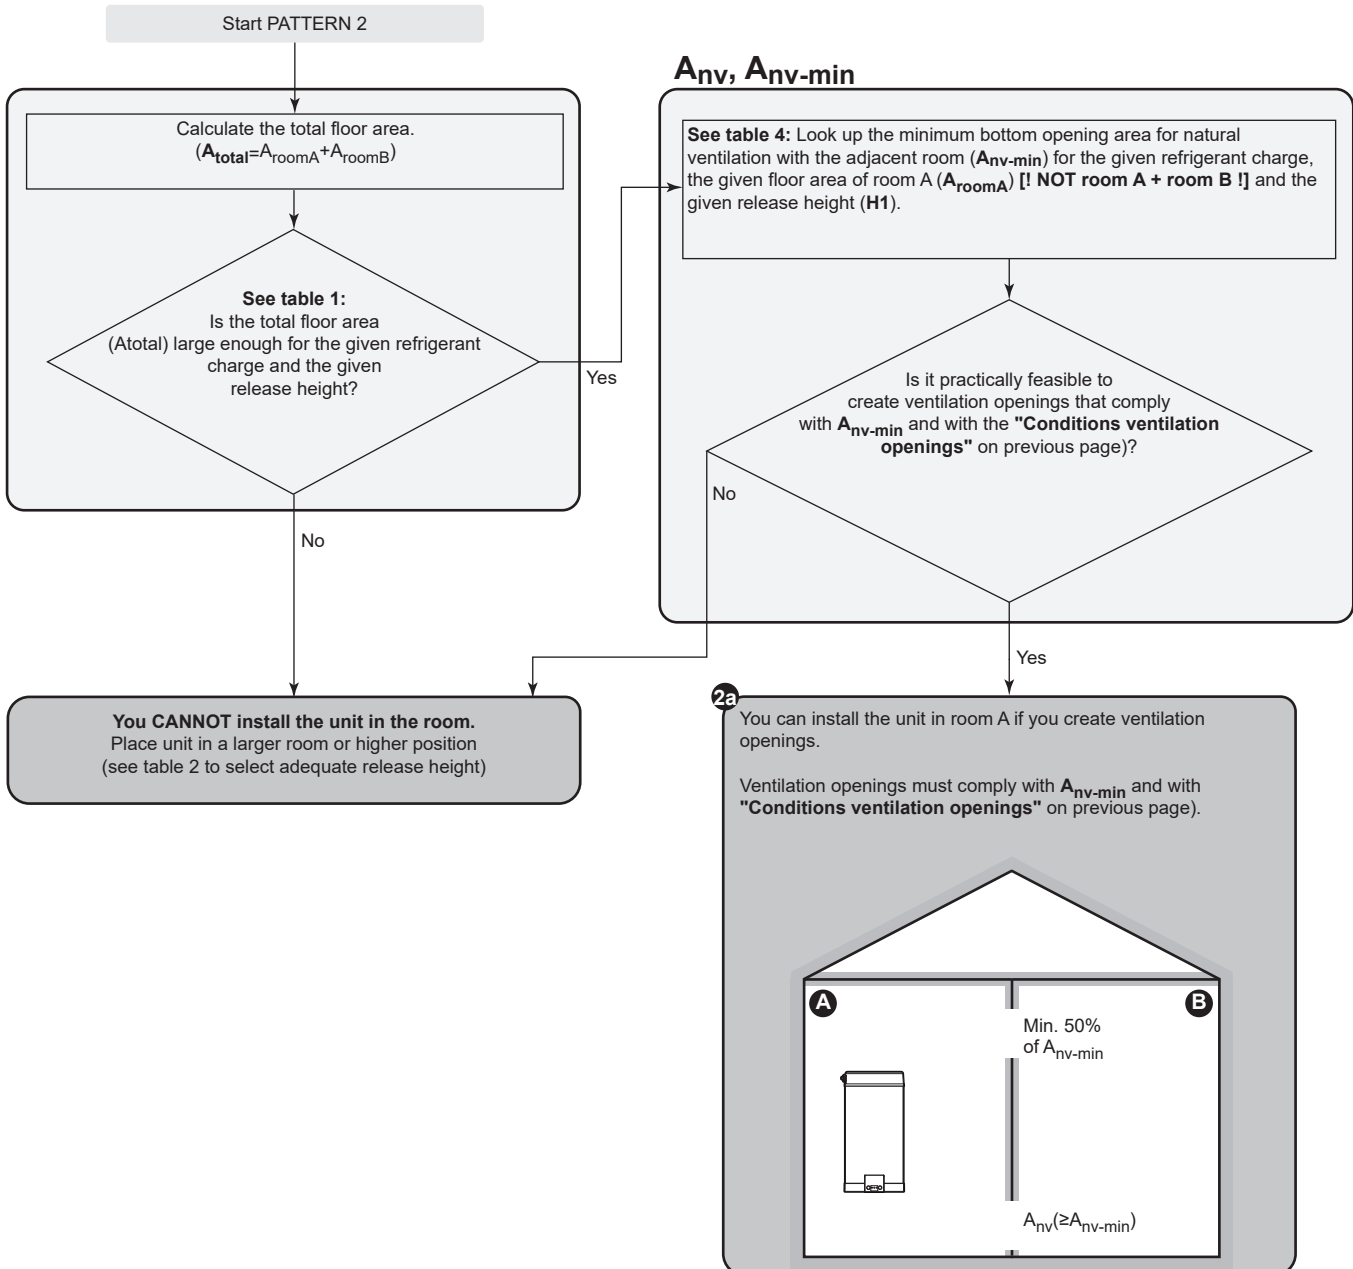 Start PATTERN 2
Calculate the total floor area.
(Atotal=AroomA+AroomB)
See table 1:
Is the total floor area
(Atotal) large enough for the given refrigerant
charge and the given
release height?
Yes
No
You CANNOT install the unit in the room.
Place unit in a larger room or higher position
(see table 2 to select adequate release height)
Anv, Anv-min
See table 4: Look up the minimum bottom opening area for natural
ventilation with the adjacent room (Anv-min) for the given refrigerant charge,
the given floor area of room A (AroomA) [! NOT room A + room B !] and the
given release height (H1).
Is it practically feasible to
create ventilation openings that comply
with Anv-min and with the "Conditions ventilation
openings" on previous page)?
No
Yes
2a
You can install the unit in room A if you create ventilation
openings.
Ventilation openings must comply with Anv-min and with
"Conditions ventilation openings" on previous page).
A
B
Min. 50%
of Anv-min
Anv(≥Anv-min)